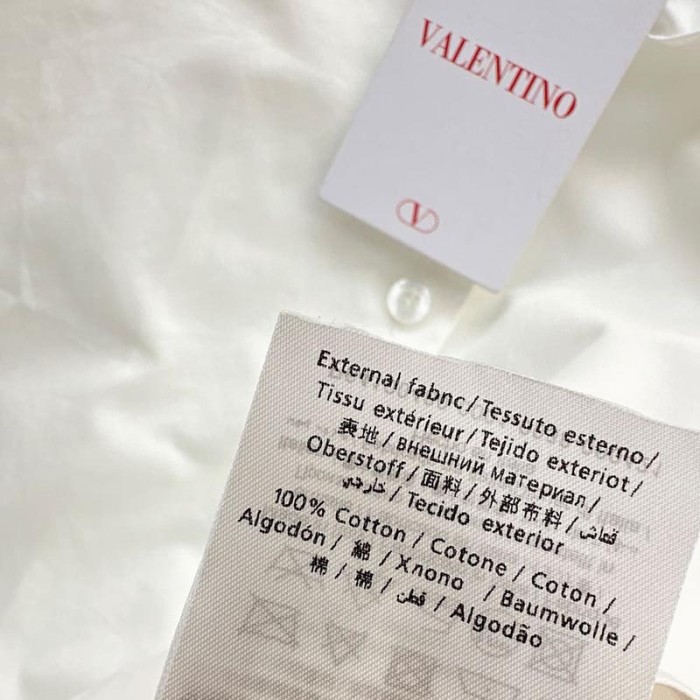 VALENTINO
V
External fabnc/Tessuto esterno/
Tissu extérieur/Tejido exteriot/
表地/внешний материал/
Oberstoff/面料/外部布料/قماش
خارجي/Tecido exterior
100% Cotton/Cotone/Coton/
Algodón/綿/Хлопо /Baumwolle/
棉/棉/قطن/Algodão